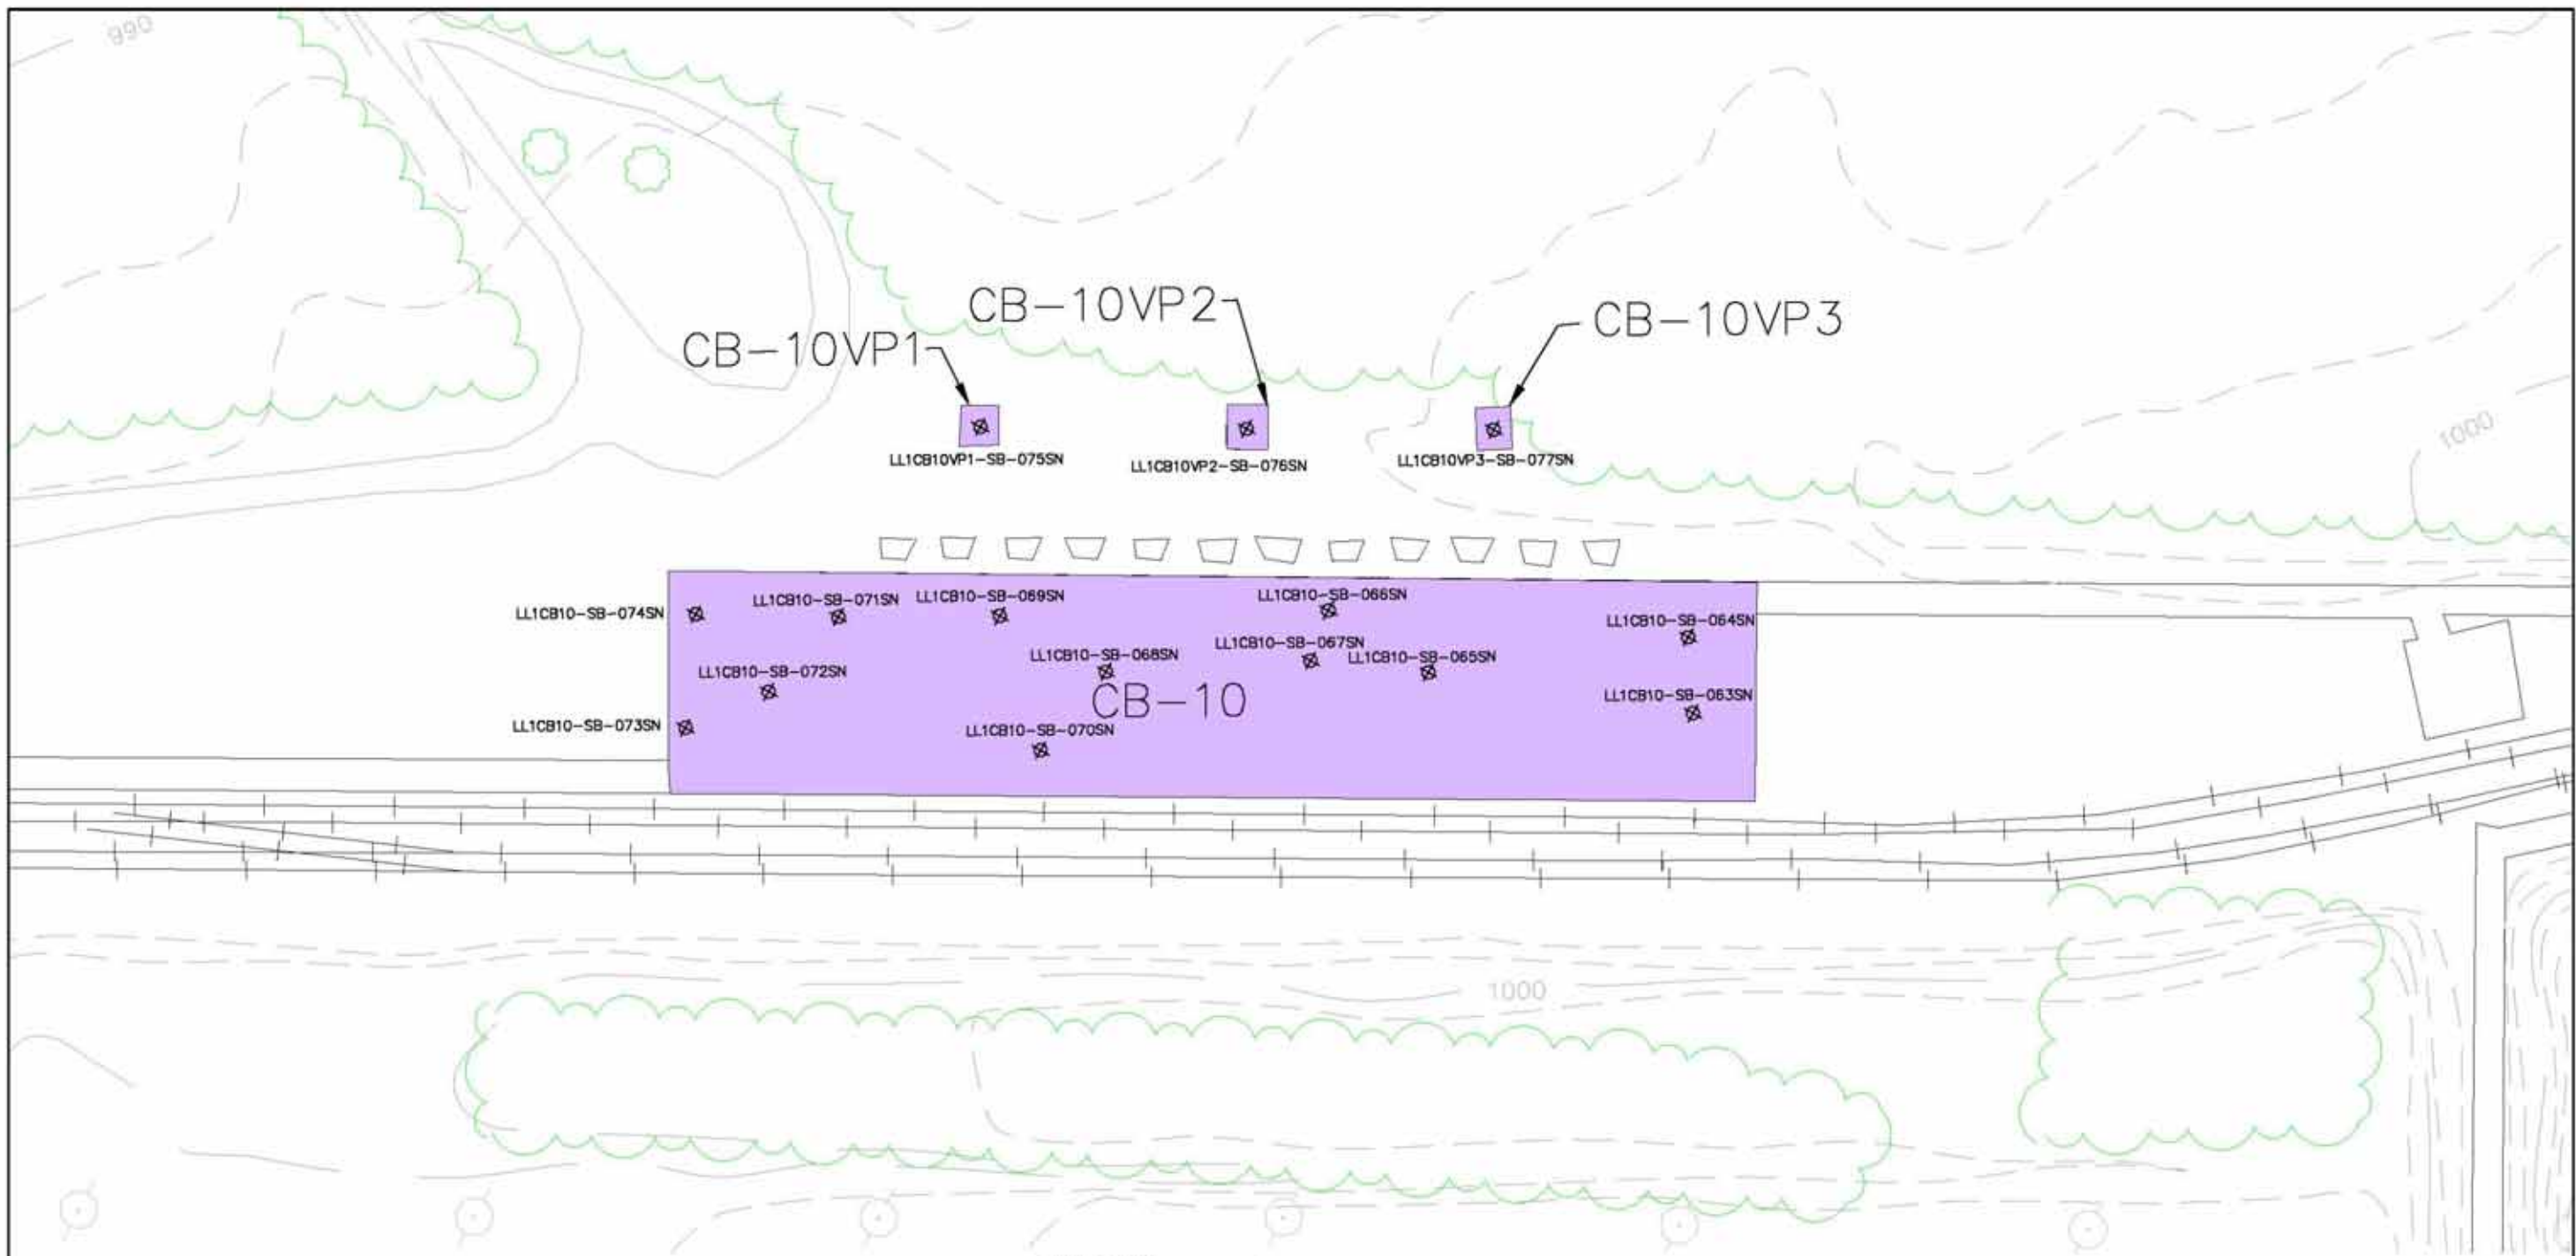 990
CB-10VP2
CB-10VP3
CB-10VP1
1000
LL1CB10VP1-SB-075SN
LL1CB10VP2-SB-076SN
LL1CB10VP3-SB-077SN
LL1CB10-SB-074SN
LL1CB10-SB-071SN
LL1CB10-SB-069SN
LL1CB10-SB-066SN
LL1CB10-SB-064SN
LL1CB10-SB-067SN
LL1CB10-SB-068SN
LL1CB10-SB-065SN
LL1CB10-SB-072SN
CB-10
LL1CB10-SB-063SN
LL1CB10-SB-073SN
LL1CB10-SB-070SN
1000